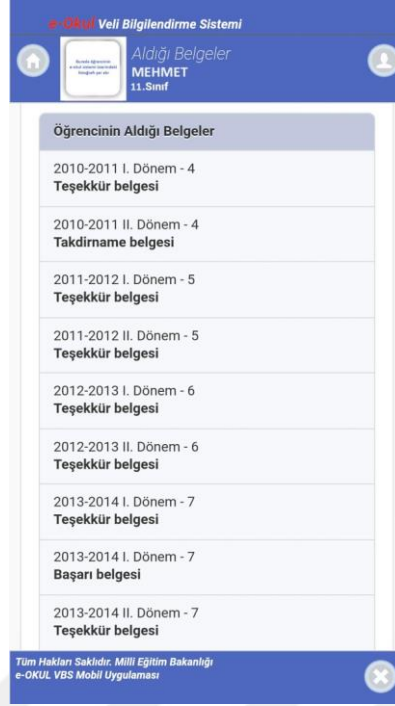 e-Okul Veli Bilgilendirme Sistemi
Aldığı Belgeler
MEHMET
11.Sınıf
Öğrencinin Aldığı Belgeler
2010-2011 I. Dönem - 4
Teşekkür belgesi
2010-2011 II. Dönem - 4
Takdirname belgesi
2011-2012 I. Dönem - 5
Teşekkür belgesi
2011-2012 II. Dönem - 5
Teşekkür belgesi
2012-2013 I. Dönem - 6
Teşekkür belgesi
2012-2013 II. Dönem - 6
Teşekkür belgesi
2013-2014 I. Dönem - 7
Teşekkür belgesi
2013-2014 I. Dönem - 7
Başarı belgesi
2013-2014 II. Dönem - 7
Teşekkür belgesi
Tüm Hakları Saklıdır. Milli Eğitim Bakanlığı
e-OKUL VBS Mobil Uygulaması